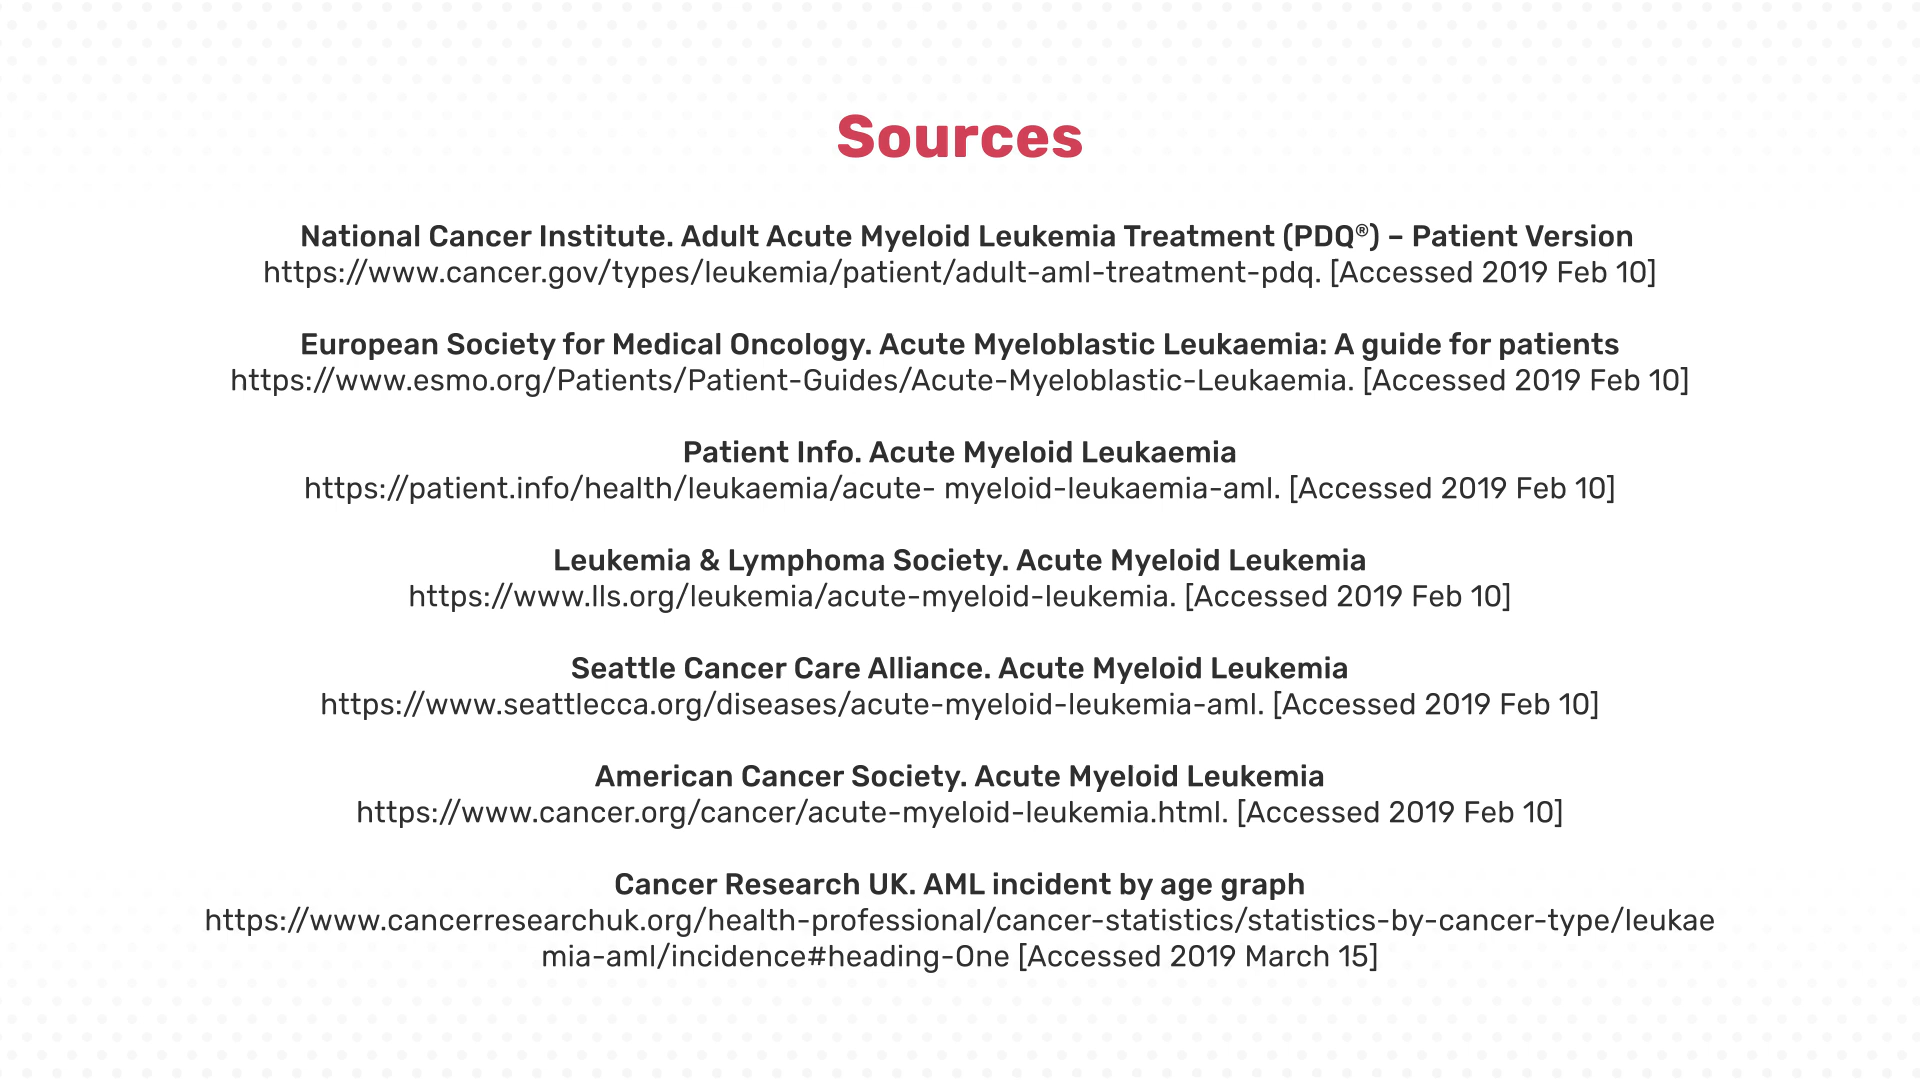 Sources
National Cancer Institute. Adult Acute Myeloid Leukemia Treatment (PDQ®) – Patient Version
https://www.cancer.gov/types/leukemia/patient/adult-aml-treatment-pdq. [Accessed 2019 Feb 10]
European Society for Medical Oncology. Acute Myeloblastic Leukaemia: A guide for patients
https://www.esmo.org/Patients/Patient-Guides/Acute-Myeloblastic-Leukaemia. [Accessed 2019 Feb 10]
Patient Info. Acute Myeloid Leukaemia
https://patient.info/health/leukaemia/acute- myeloid-leukaemia-aml. [Accessed 2019 Feb 10]
Leukemia & Lymphoma Society. Acute Myeloid Leukemia
https://www.lls.org/leukemia/acute-myeloid-leukemia. [Accessed 2019 Feb 10]
Seattle Cancer Care Alliance. Acute Myeloid Leukemia
https://www.seattlecca.org/diseases/acute-myeloid-leukemia-aml. [Accessed 2019 Feb 10]
American Cancer Society. Acute Myeloid Leukemia
https://www.cancer.org/cancer/acute-myeloid-leukemia.html. [Accessed 2019 Feb 10]
Cancer Research UK. AML incident by age graph
https://www.cancerresearchuk.org/health-professional/cancer-statistics/statistics-by-cancer-type/leukae
mia-aml/incidence#heading-One [Accessed 2019 March 15]